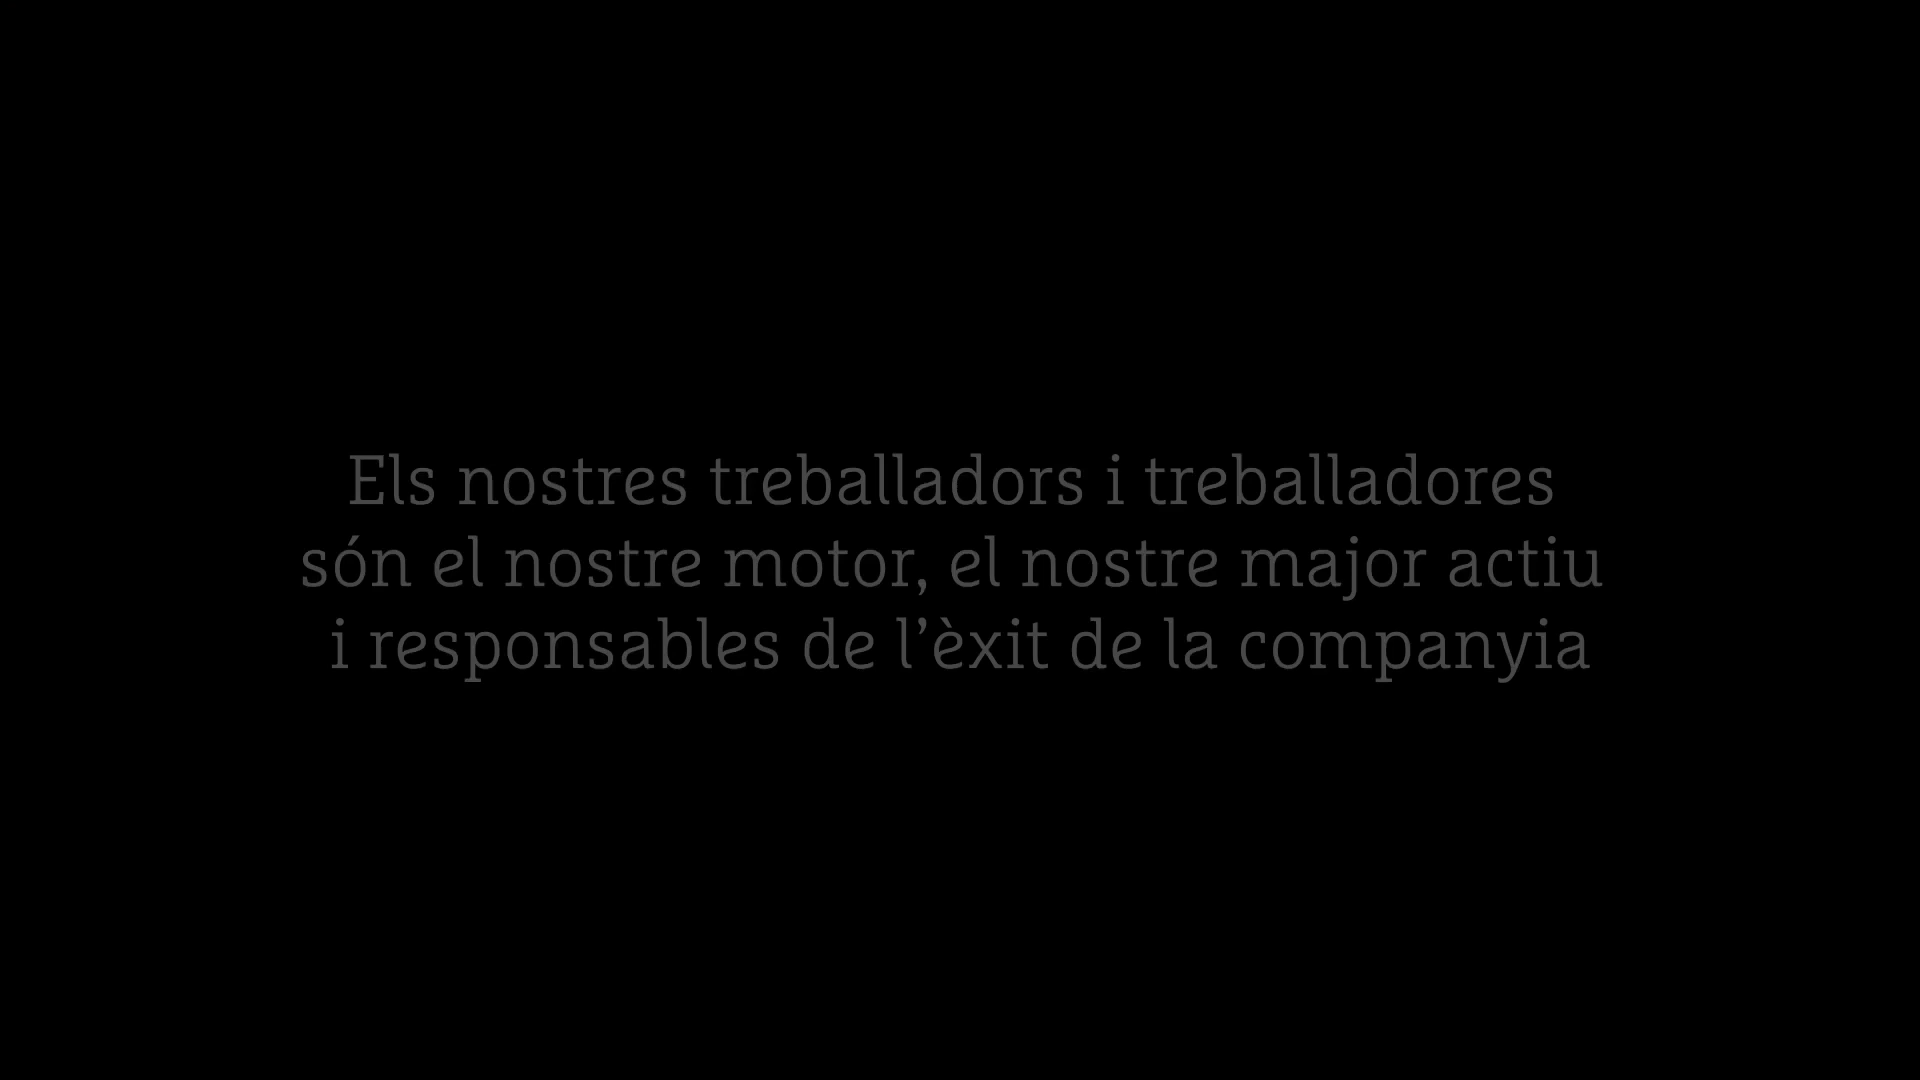 Els nostres treballadors i treballadores
són el nostre motor, el nostre major actiu
i responsables de l’èxit de la companyia